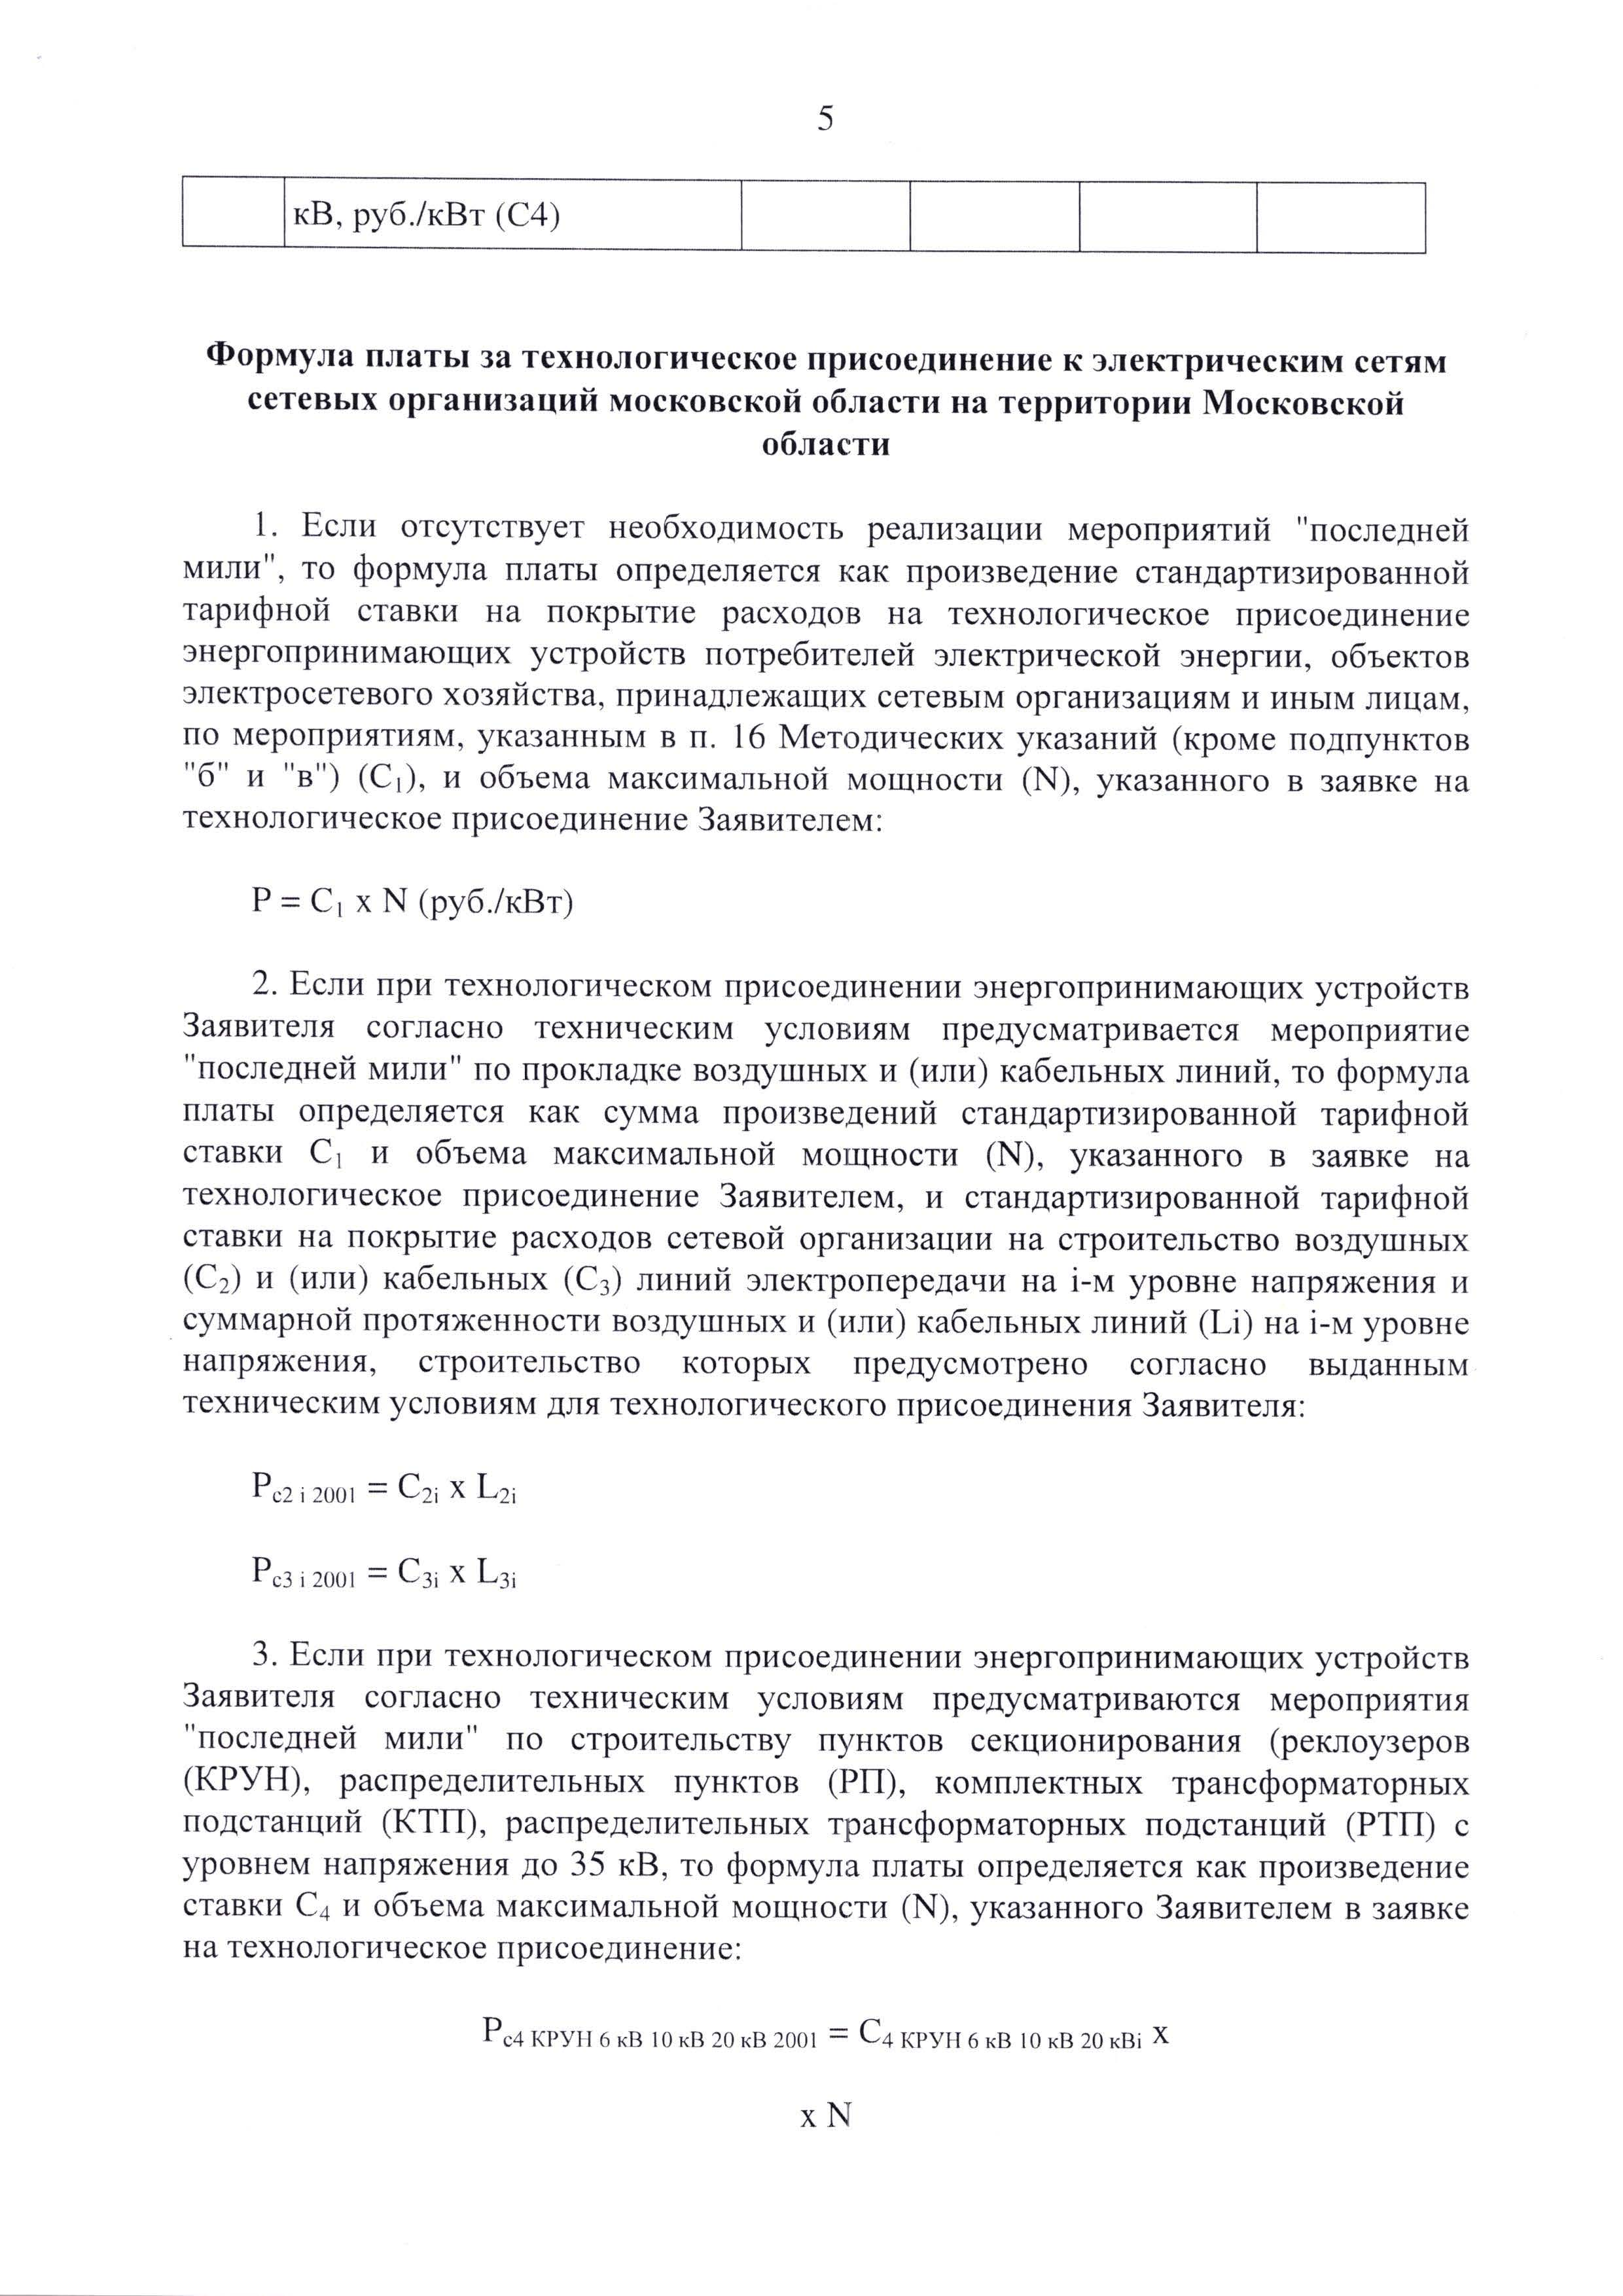 5
кВ, руб./кВт (С4)
Формула платы за технологическое присоединение к электрическим сетям
сетевых организаций московской области на территории Московской
области
1. Если отсутствует необходимость реализации мероприятий "последней
мили", то формула платы определяется как произведение стандартизированной
тарифной ставки на покрытие расходов на технологическое присоединение
энергопринимающих устройств потребителей электрической энергии, объектов
электросетевого хозяйства, принадлежащих сетевым организациям и иным лицам,
по мероприятиям, указанным в п. 16 Методических указаний (кроме подпунктов
"б" и "в") (С₁), и объема максимальной мощности (N), указанного в заявке на
технологическое присоединение Заявителем:
Р = С₁ х N (руб./кВт)
2. Если при технологическом присоединении энергопринимающих устройств
Заявителя согласно техническим условиям предусматривается мероприятие
"последней мили" по прокладке воздушных и (или) кабельных линий, то формула
платы определяется как сумма произведений стандартизированной тарифной
ставки С₁ и объема максимальной мощности (N), указанного в заявке на
технологическое присоединение Заявителем, и стандартизированной тарифной
ставки на покрытие расходов сетевой организации на строительство воздушных
(С₂) и (или) кабельных (С₃) линий электропередачи на i-м уровне напряжения и
суммарной протяженности воздушных и (или) кабельных линий (Li) на i-м уровне
напряжения, строительство которых предусмотрено согласно выданным
техническим условиям для технологического присоединения Заявителя:
Рс2 i 2001 = С2i х L2i
Рс3 i 2001 = С3i х L3i
3. Если при технологическом присоединении энергопринимающих устройств
Заявителя согласно техническим условиям предусматриваются мероприятия
"последней мили" по строительству пунктов секционирования (реклоузеров
(КРУН), распределительных пунктов (РП), комплектных трансформаторных
подстанций (КТП), распределительных трансформаторных подстанций (РТП) с
уровнем напряжения до 35 кВ, то формула платы определяется как произведение
ставки С₄ и объема максимальной мощности (N), указанного Заявителем в заявке
на технологическое присоединение:
Рс4 КРУН 6 кВ 10 кВ 20 кВ 2001 = С4 КРУН 6 кВ 10 кВ 20 кВi х
х N